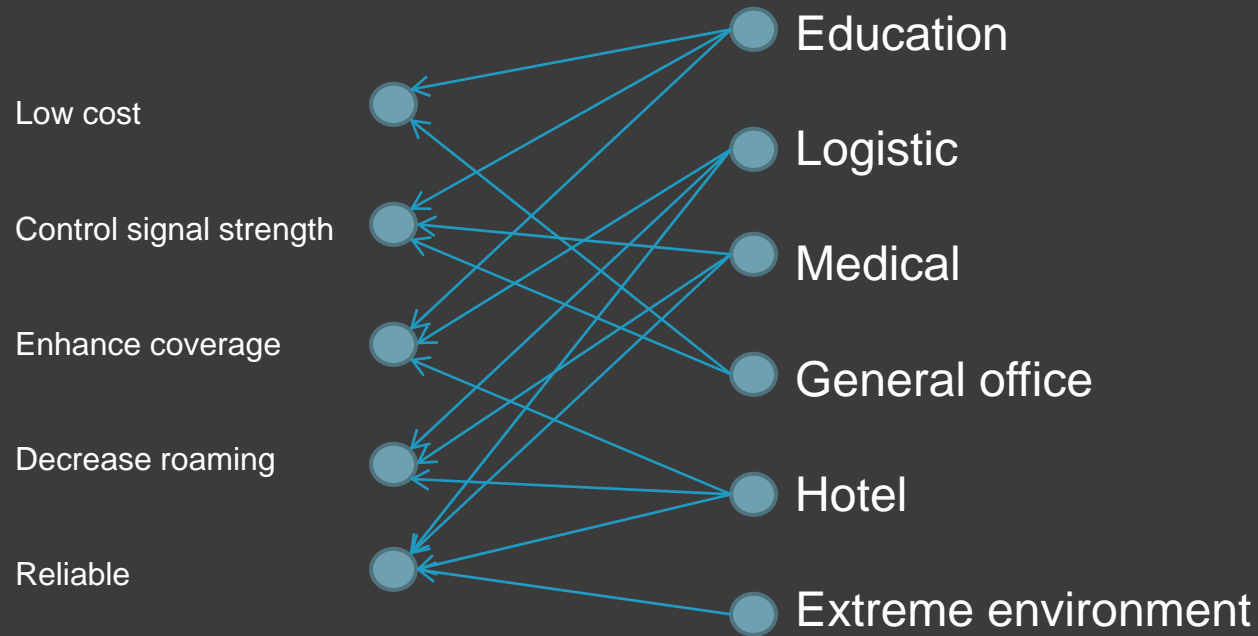 Low cost
Control signal strength
Enhance coverage
Decrease roaming
Reliable
Education
Logistic
Medical
General office
Hotel
Extreme environment